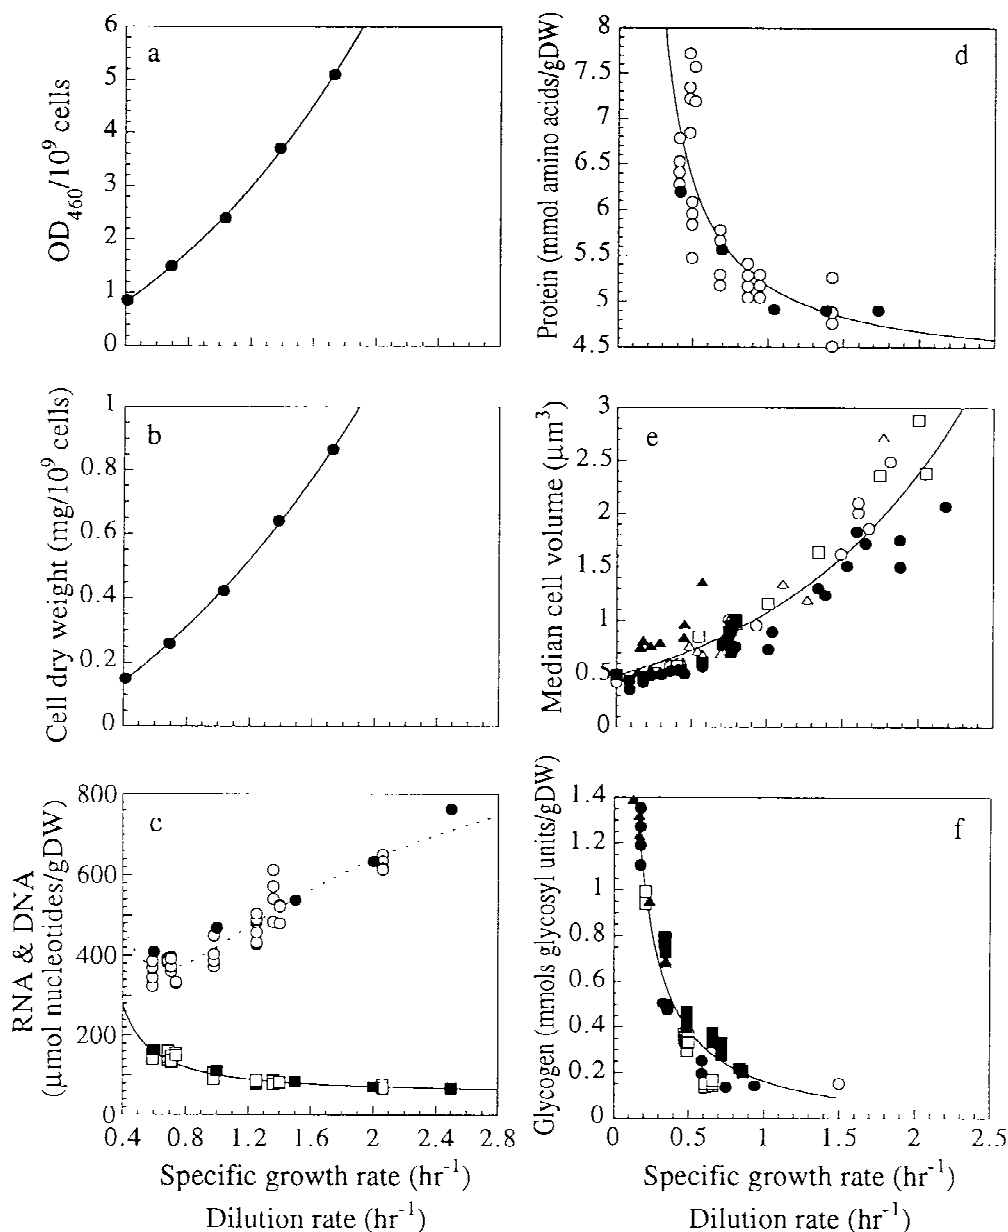 a
OD460/10⁹ cells
6
5
4
3
2
1
0
b
Cell dry weight (mg/10⁹ cells)
1
0.8
0.6
0.4
0.2
0
c
RNA & DNA
(µmol nucleotides/gDW)
800
600
400
200
0
0.4 0.8 1.2 1.6 2 2.4 2.8
Specific growth rate (hr⁻¹)
Dilution rate (hr⁻¹)
d
Protein (mmol amino acids/gDW)
8
7.5
7
6.5
6
5.5
5
4.5
e
Median cell volume (µm³)
3
2.5
2
1.5
1
0.5
0
f
Glycogen (mmols glycosyl units/gDW)
1.4
1.2
1
0.8
0.6
0.4
0.2
0
0 0.5 1 1.5 2 2.5
Specific growth rate (hr⁻¹)
Dilution rate (hr⁻¹)